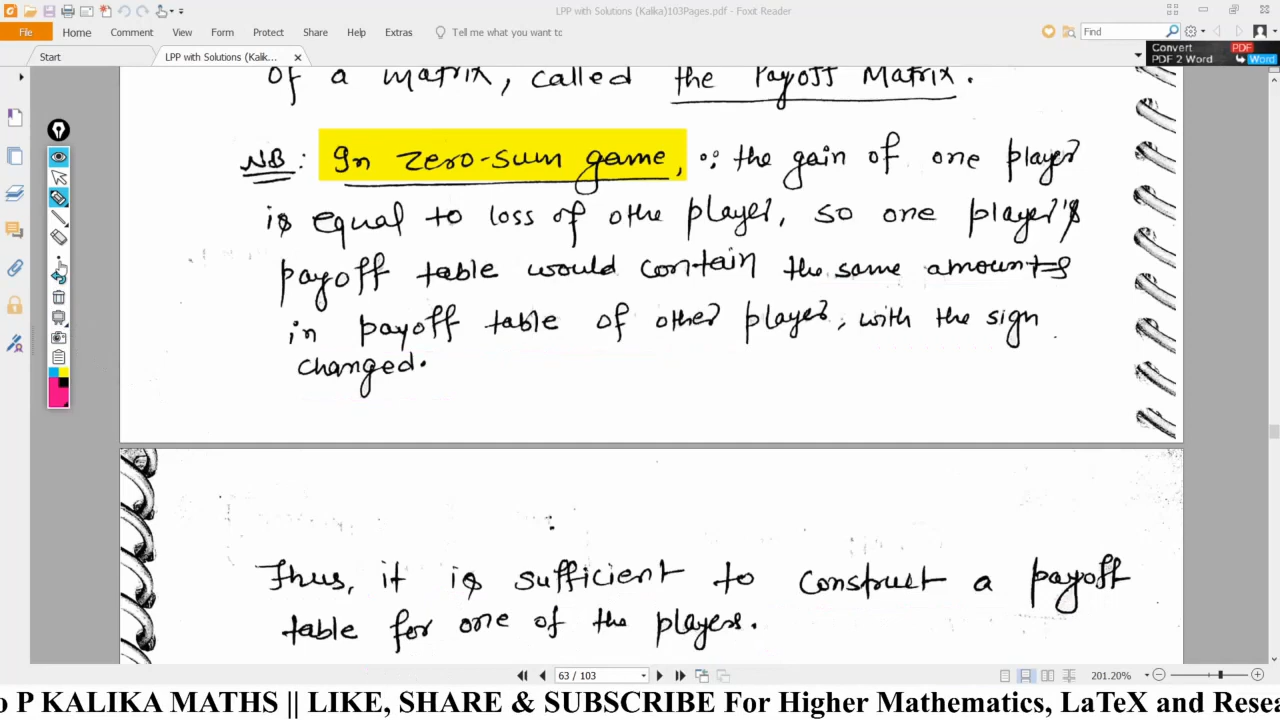 LPP with Solutions (Kalika)103Pages.pdf - Foxit Reader
File Home Comment View Form Protect Share Help Extras Tell me what you want tc Find
Start LPP with Solutions (Kalik...
Convert PDF
PDF 2 Word Word
of a matrix, called the Payoff Matrix.
NB: In zero-sum game, ∵ the gain of one player
is equal to loss of othe player, so one player's
payoff table would contain the same amounts
in payoff table of other player, with the sign
changed.
Thus, it is sufficient to construct a payoff
table for one of the players.
63 / 103 201.20%
o P KALIKA MATHS || LIKE, SHARE & SUBSCRIBE For Higher Mathematics, LaTeX and Resea